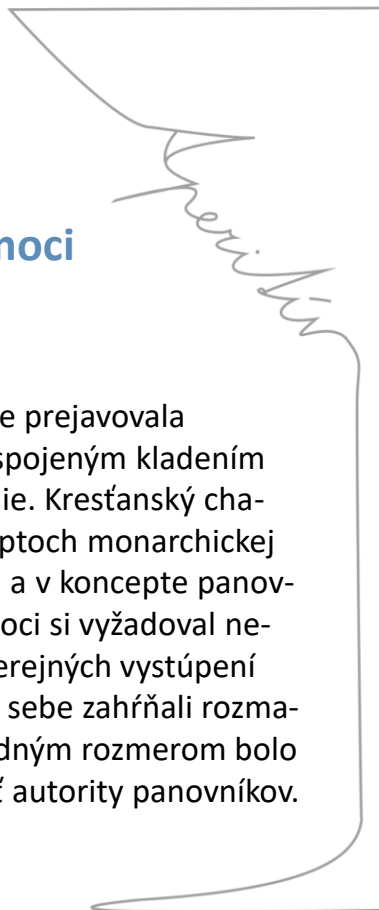 moci
e prejavovala
spojeným kladením
ie. Kresťanský cha-
ptoch monarchickej
a v koncepte panov-
oci si vyžadoval ne-
erejných vystúpení
sebe zahŕňali rozma-
dným rozmerom bolo
ť autority panovníkov.